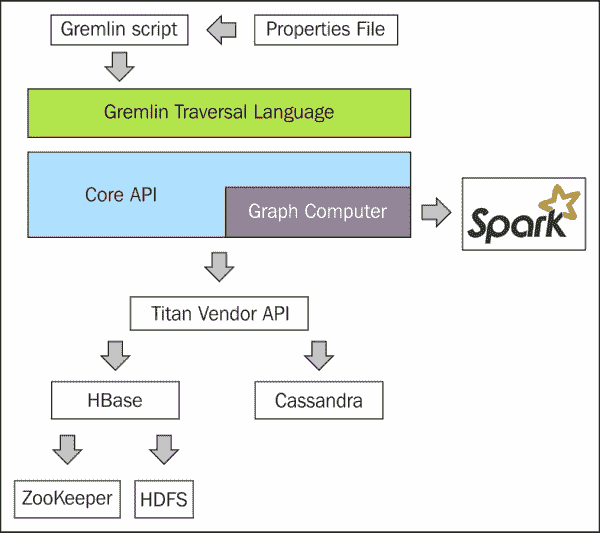 Gremlin script
Properties File
Gremlin Traversal Language
Core API
Graph Computer
Spark
Titan Vendor API
HBase
Cassandra
ZooKeeper
HDFS